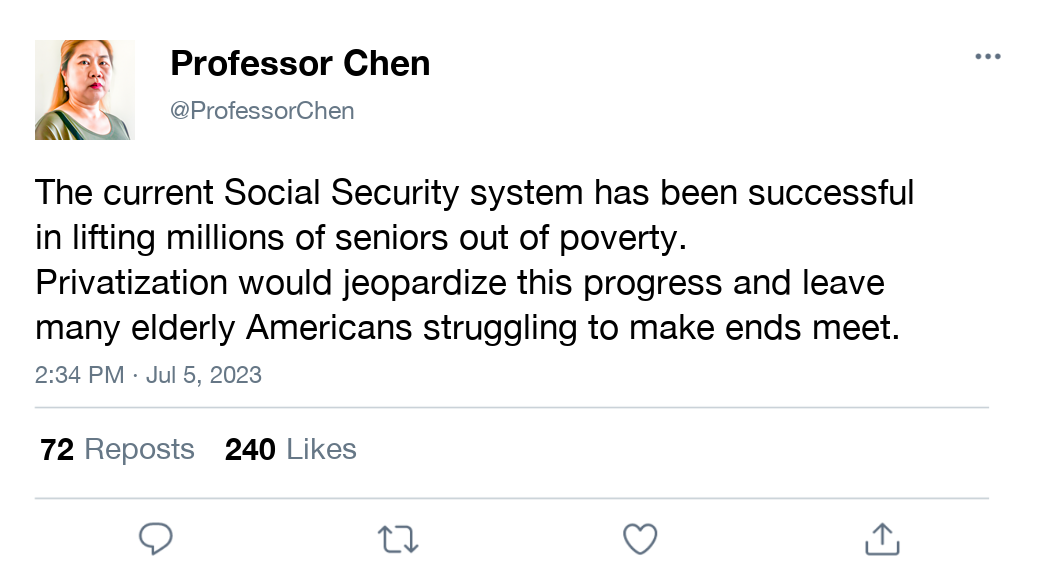 Professor Chen
@ProfessorChen
The current Social Security system has been successful
in lifting millions of seniors out of poverty.
Privatization would jeopardize this progress and leave
many elderly Americans struggling to make ends meet.
2:34 PM · Jul 5, 2023
72 Reposts 240 Likes